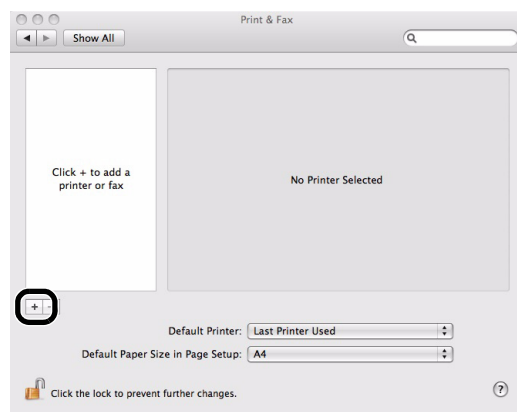 Print & Fax
Show All
Click + to add a
printer or fax
No Printer Selected
+ -
Default Printer: Last Printer Used
Default Paper Size in Page Setup: A4
Click the lock to prevent further changes.
?